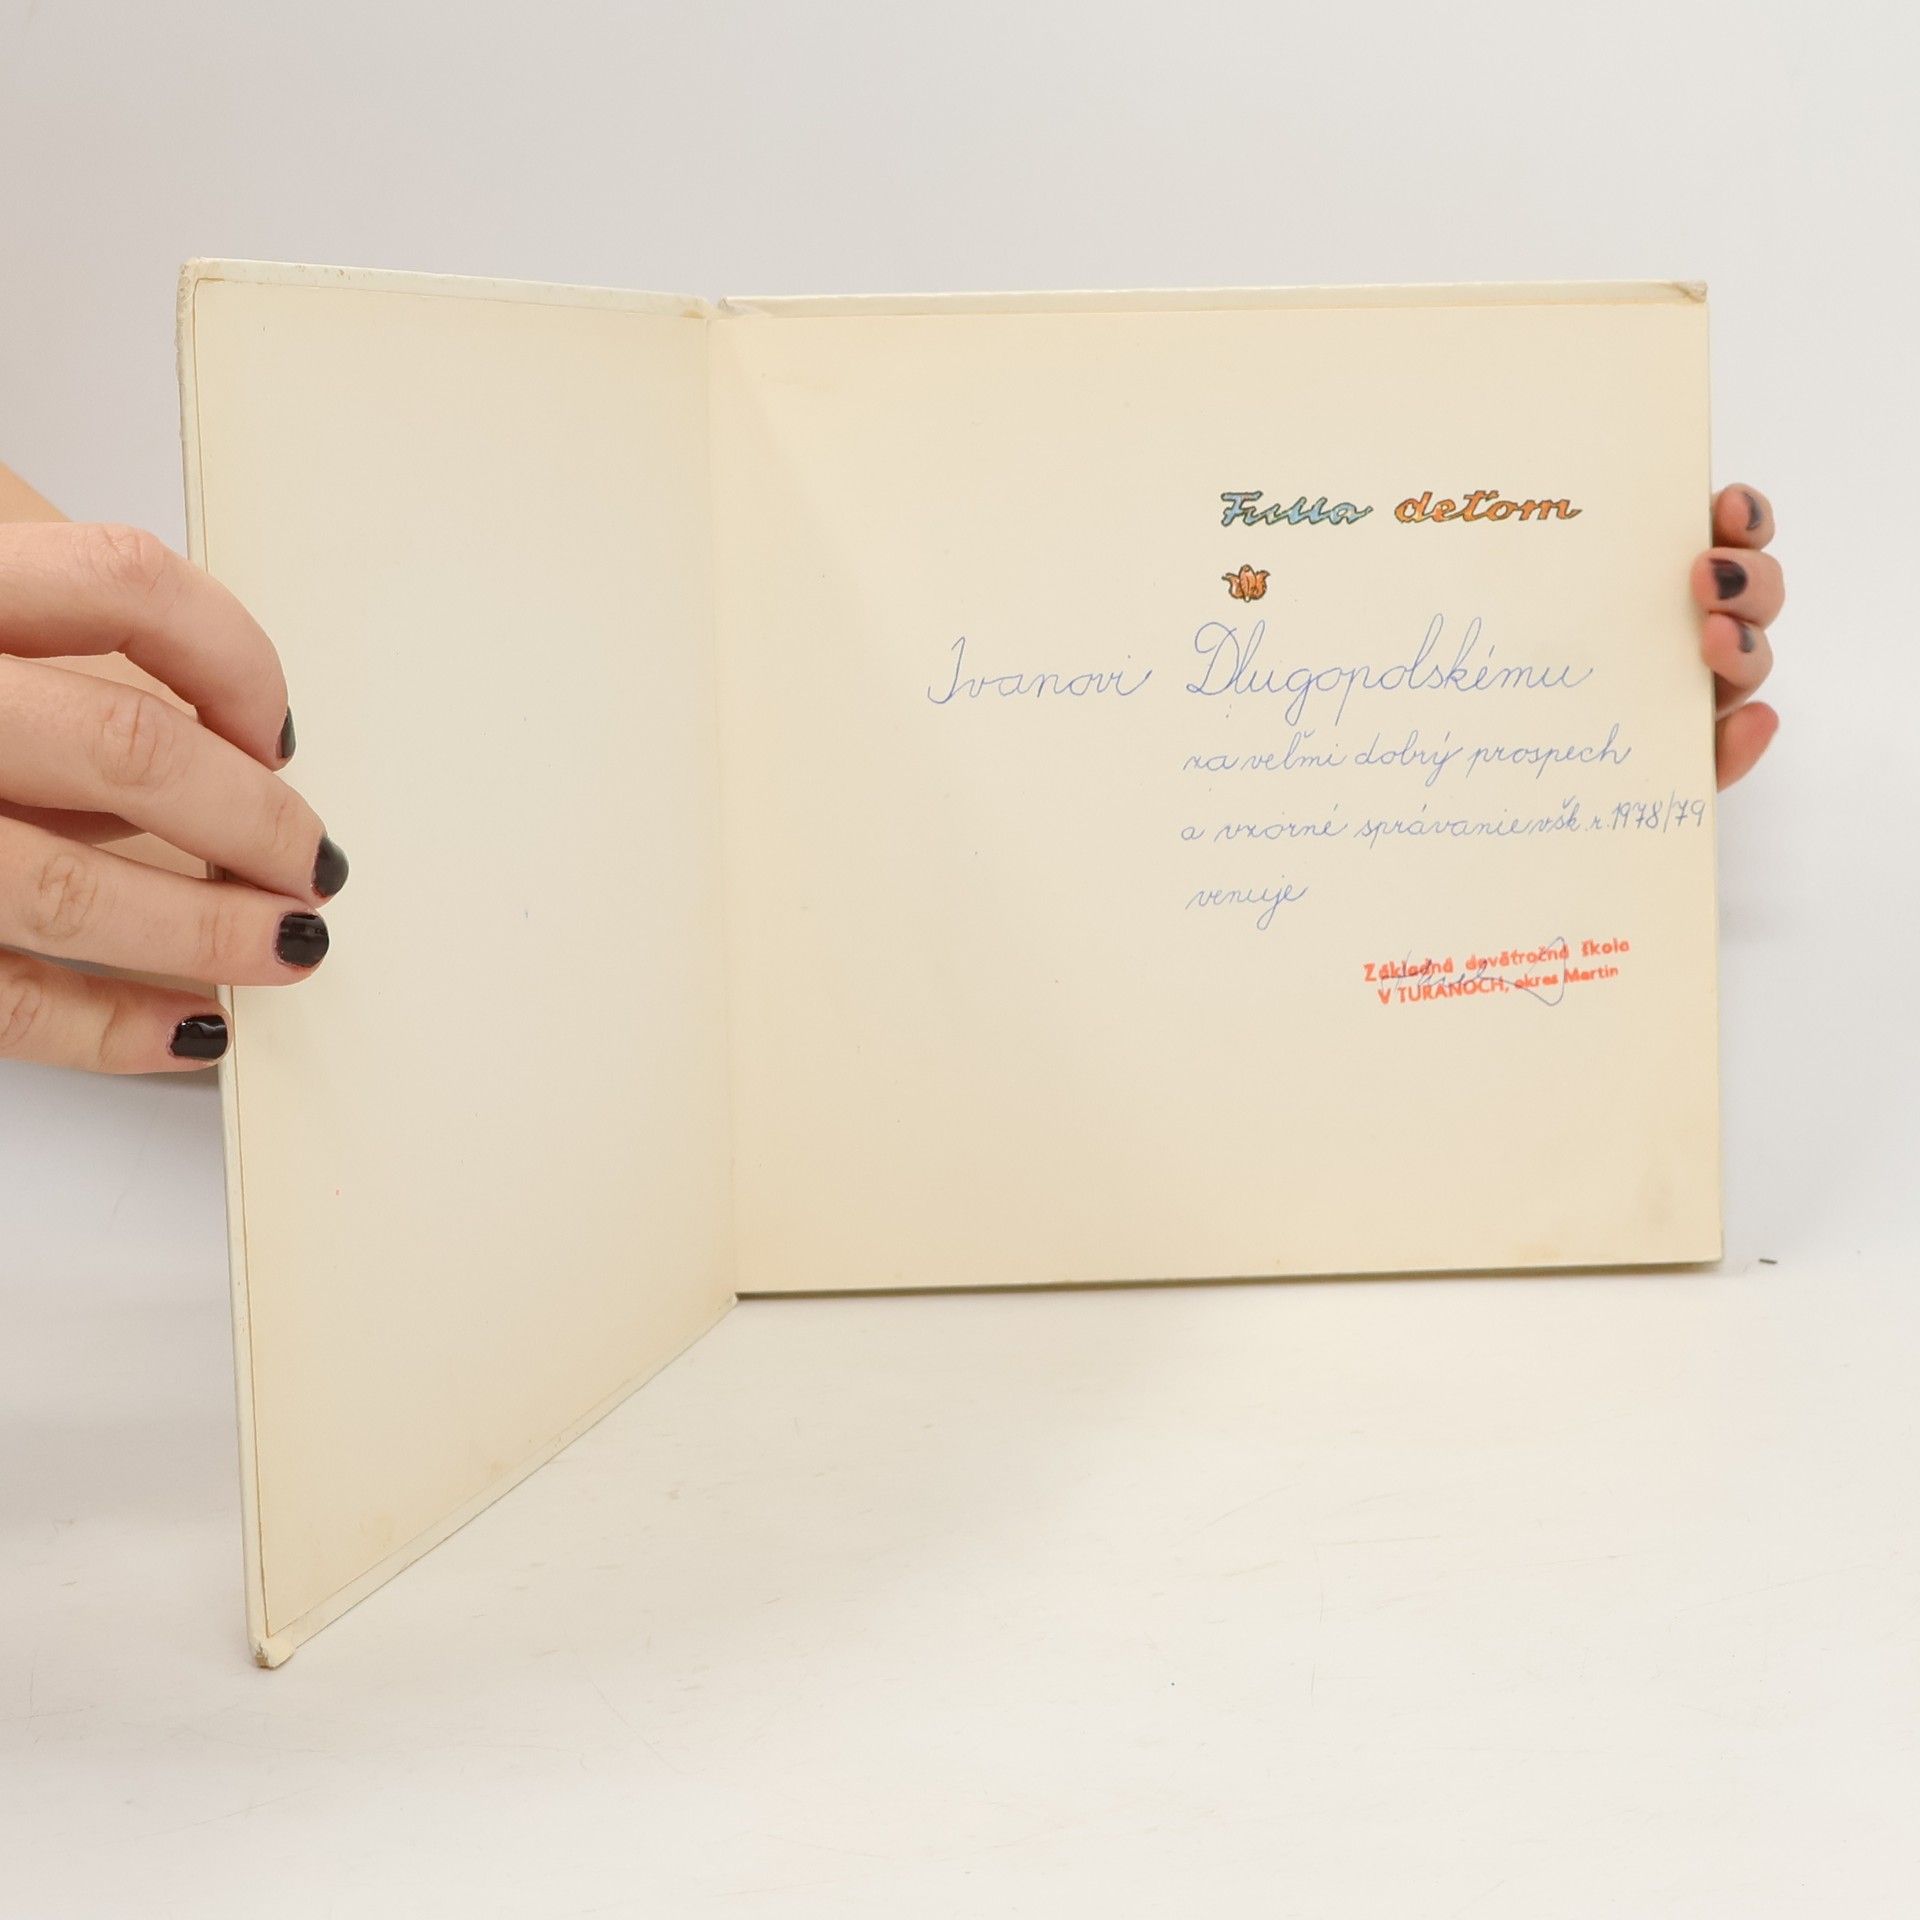 Fulla deťom
Ivanovi Dlugopolskému
za veľmi dobrý prospech
a vzorné správanie v šk. r. 1978/79
venuje
Základná deväťročná škola
V TURANOCH, okres Martin